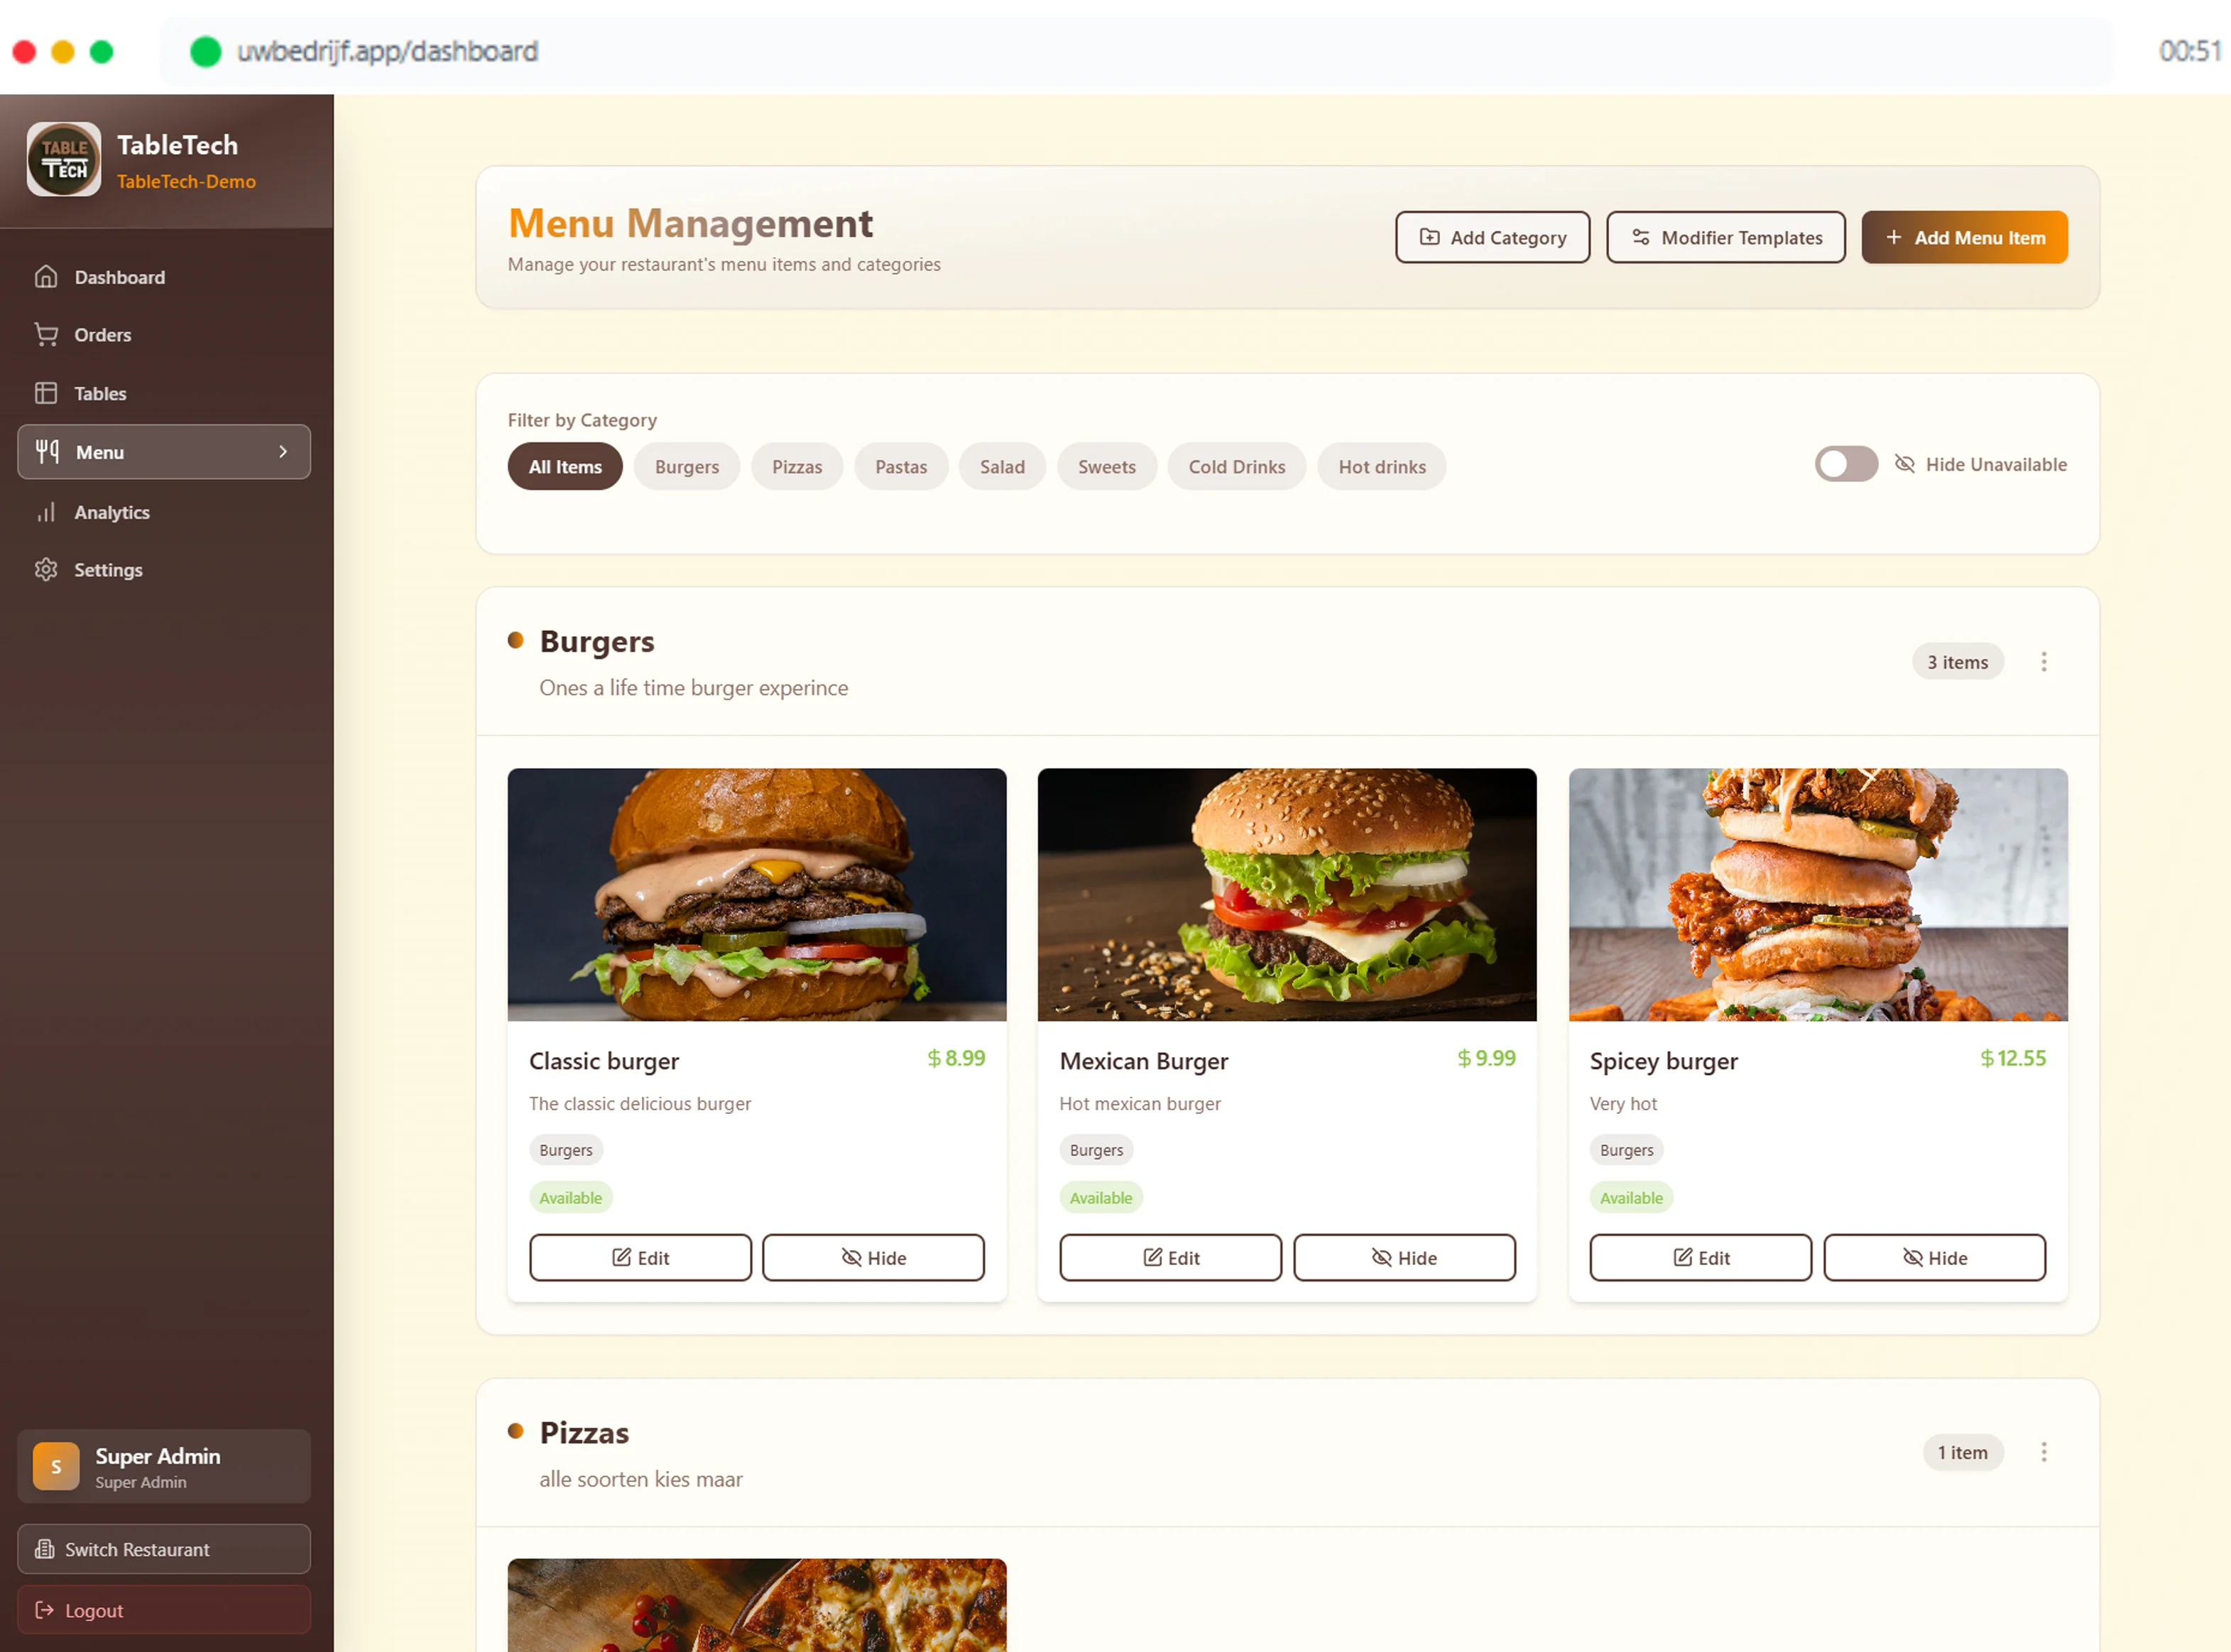 uwbedrijf.app/dashboard
00:51
TABLE
TECH
TableTech
TableTech-Demo
Dashboard
Orders
Tables
Menu
Analytics
Settings
Super Admin
S
Super Admin
Switch Restaurant
Logout
Menu Management
Manage your restaurant's menu items and categories
Add Category
Modifier Templates
+ Add Menu Item
Filter by Category
All Items
Burgers
Pizzas
Pastas
Salad
Sweets
Cold Drinks
Hot drinks
Hide Unavailable
Burgers
Ones a life time burger experince
3 items
Classic burger
$8.99
The classic delicious burger
Burgers
Available
Edit
Hide
Mexican Burger
$9.99
Hot mexican burger
Burgers
Available
Edit
Hide
Spicey burger
$12.55
Very hot
Burgers
Available
Edit
Hide
Pizzas
alle soorten kies maar
1 item